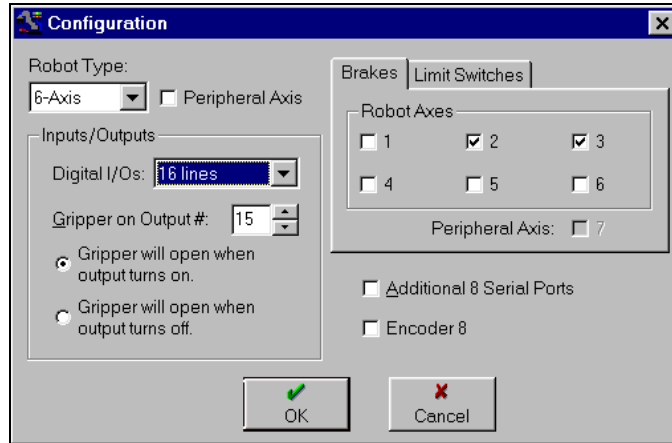 Configuration
Robot Type:
6-Axis
Peripheral Axis
Inputs/Outputs
Digital I/Os: 16 lines
Gripper on Output #: 15
Gripper will open when
output turns on.
Gripper will open when
output turns off.
Brakes
Limit Switches
Robot Axes
1 2 3
4 5 6
Peripheral Axis: 7
Additional 8 Serial Ports
Encoder 8
OK
Cancel